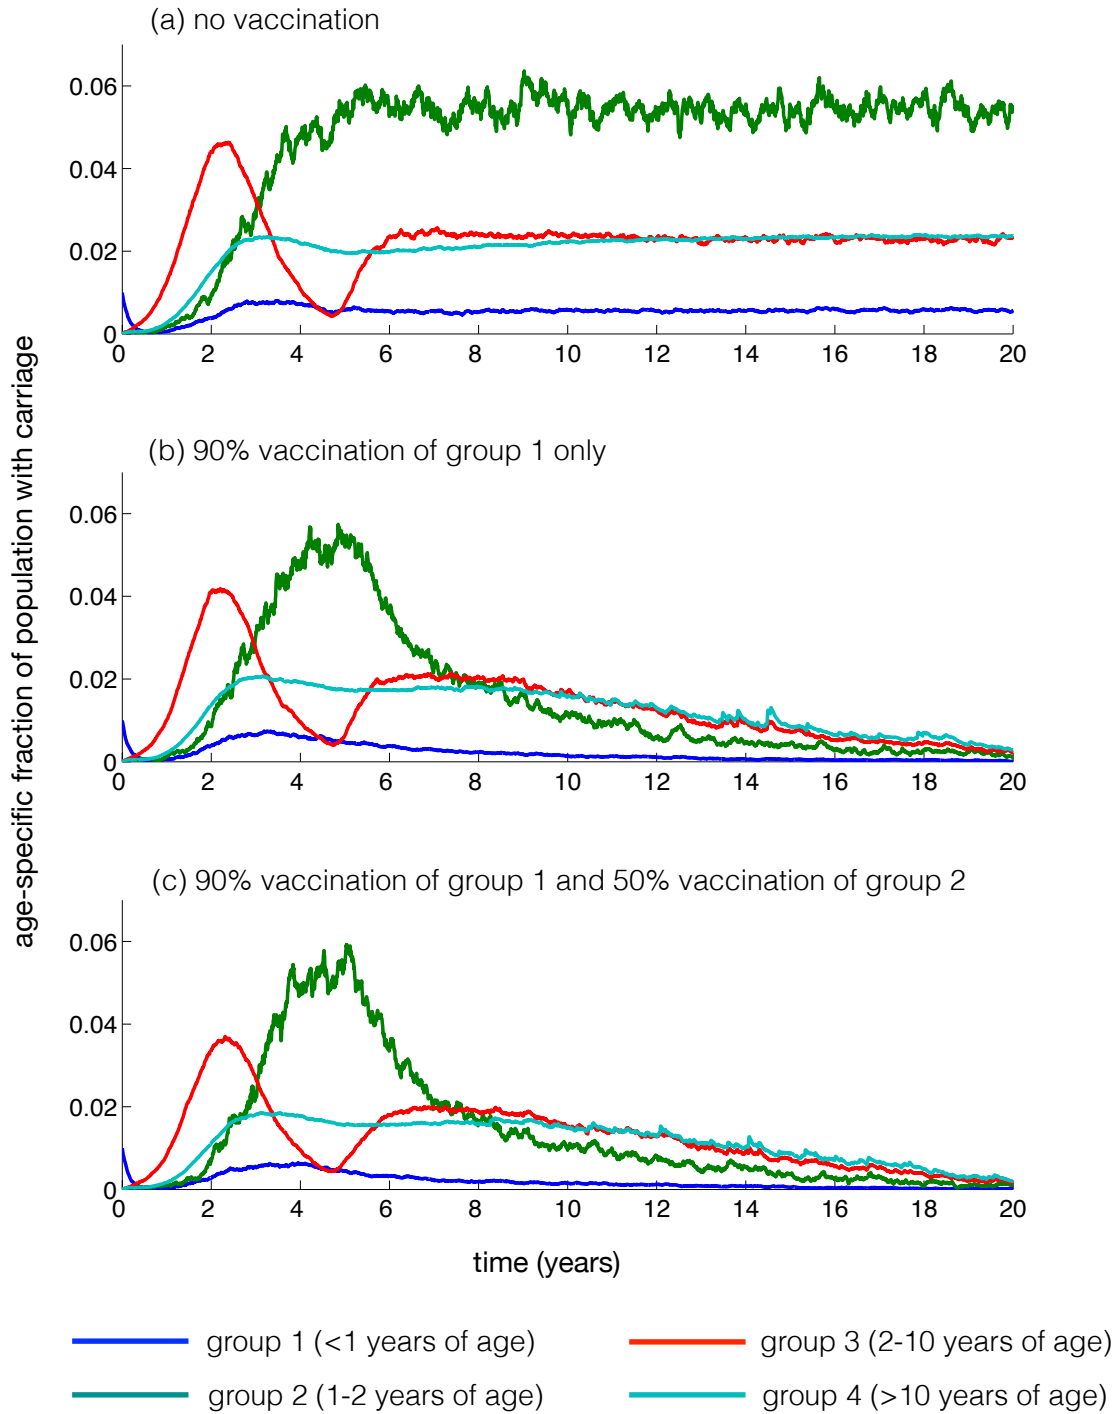 (a) no vaccination
0.06
0.04
0.02
0
0 2 4 6 8 10 12 14 16 18 20
(b) 90% vaccination of group 1 only
0.06
0.04
0.02
0
0 2 4 6 8 10 12 14 16 18 20
(c) 90% vaccination of group 1 and 50% vaccination of group 2
0.06
0.04
0.02
0
0 2 4 6 8 10 12 14 16 18 20
age-specific fraction of population with carriage
time (years)
group 1 (<1 years of age)
group 3 (2-10 years of age)
group 2 (1-2 years of age)
group 4 (>10 years of age)